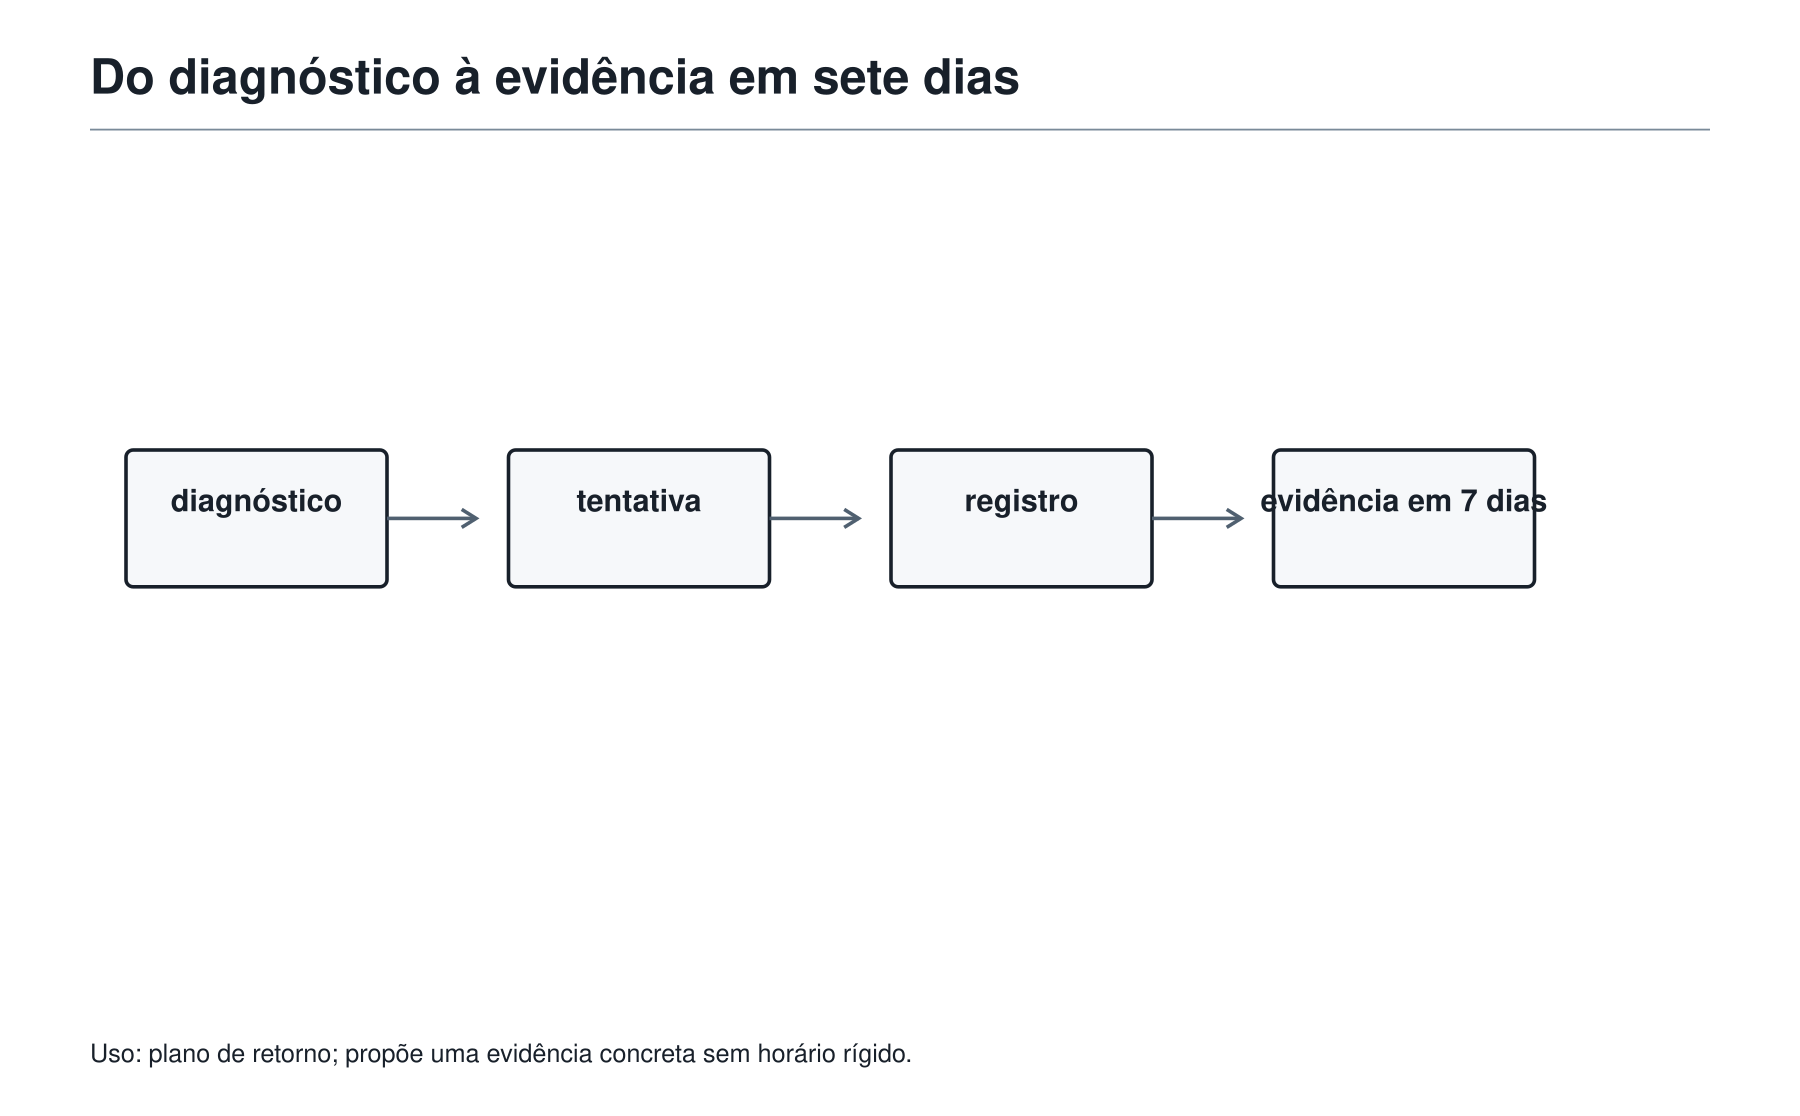 Do diagnóstico à evidência em sete dias
diagnóstico
tentativa
registro
evidência em 7 dias
Uso: plano de retorno; propõe uma evidência concreta sem horário rígido.